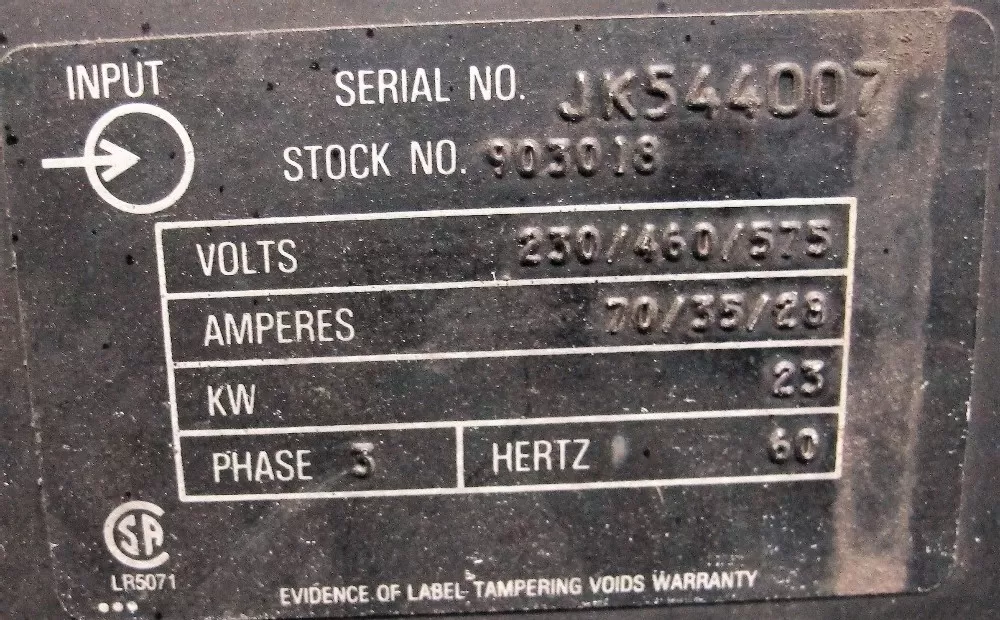 INPUT
SERIAL NO. JK544007
STOCK NO. 903018
VOLTS 230/460/575
AMPERES 70/35/28
KW 23
PHASE 3 HERTZ 60
CSA
LR5071
EVIDENCE OF LABEL TAMPERING VOIDS WARRANTY